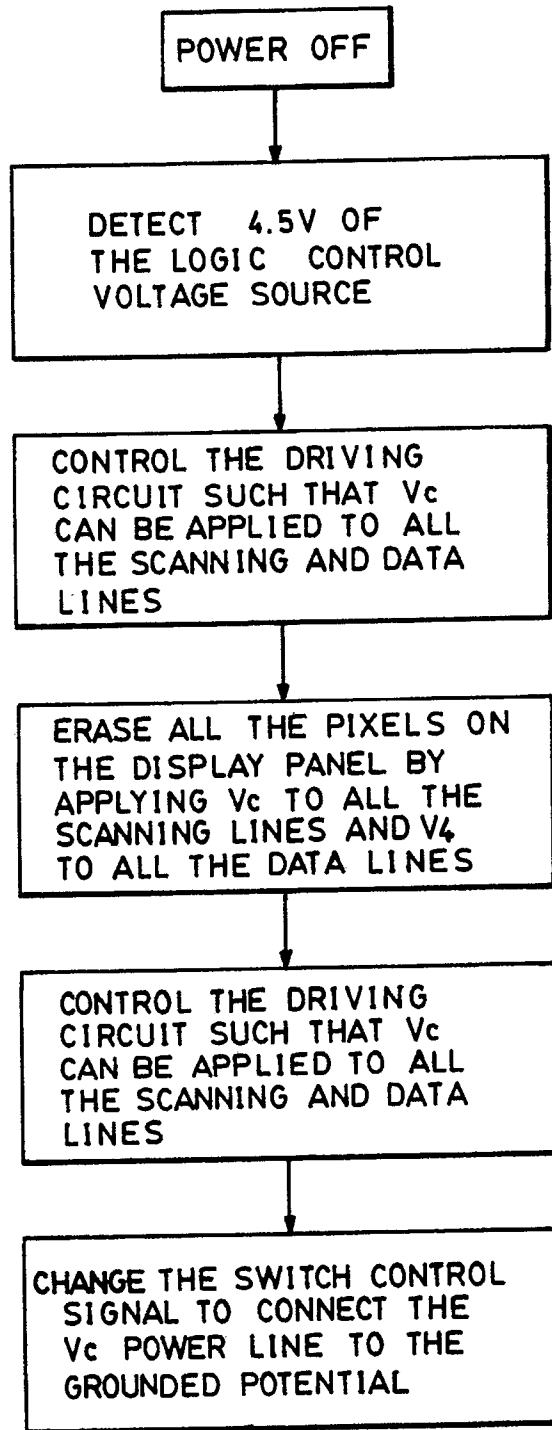 POWER OFF
DETECT 4.5V OF
THE LOGIC CONTROL
VOLTAGE SOURCE
CONTROL THE DRIVING
CIRCUIT SUCH THAT Vc
CAN BE APPLIED TO ALL
THE SCANNING AND DATA
LINES
ERASE ALL THE PIXELS ON
THE DISPLAY PANEL BY
APPLYING Vc TO ALL THE
SCANNING LINES AND V4
TO ALL THE DATA LINES
CONTROL THE DRIVING
CIRCUIT SUCH THAT Vc
CAN BE APPLIED TO ALL
THE SCANNING AND DATA
LINES
CHANGE THE SWITCH CONTROL
SIGNAL TO CONNECT THE
Vc POWER LINE TO THE
GROUNDED POTENTIAL